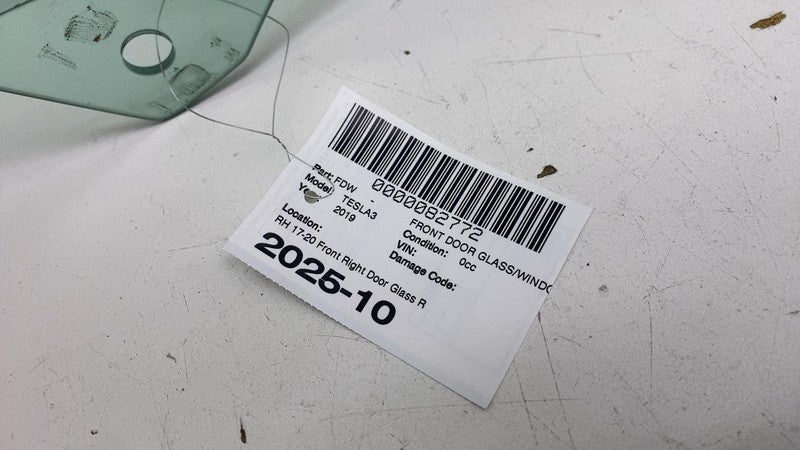 0000082772
Part: FDW - FRONT DOOR GLASS/WINDO
Model: TESLA3 Condition: 0cc
2019 VIN:
Location: Damage Code:
RH 17-20 Front Right Door Glass R
2025-10